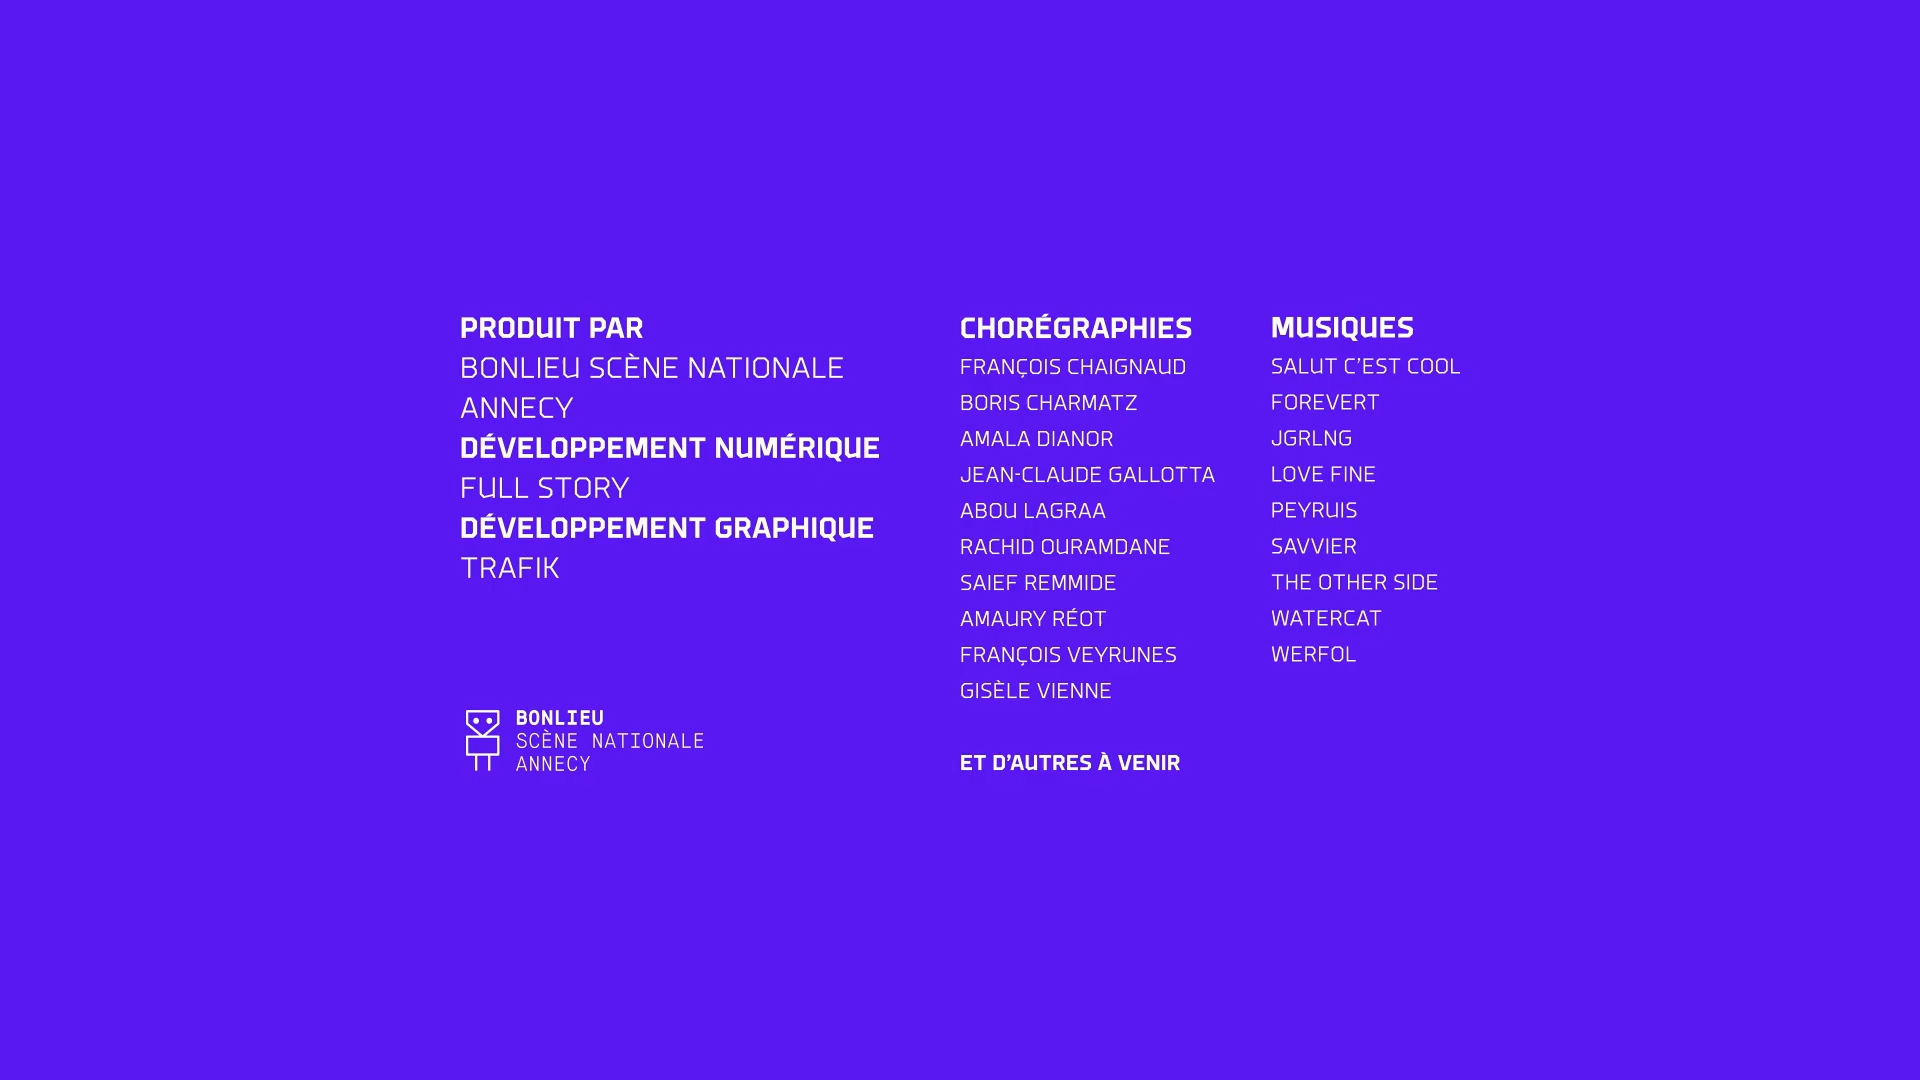 PRODUIT PAR
BONLIEU SCÈNE NATIONALE
ANNECY
DÉVELOPPEMENT NUMÉRIQUE
FULL STORY
DÉVELOPPEMENT GRAPHIQUE
TRAFIK
BONLIEU
SCÈNE NATIONALE
ANNECY
CHORÉGRAPHIES
FRANÇOIS CHAIGNAUD
BORIS CHARMATZ
AMALA DIANOR
JEAN-CLAUDE GALLOTTA
ABOU LAGRAA
RACHID OURAMDANE
SAIEF REMMIDE
AMAURY RÉOT
FRANÇOIS VEYRUNES
GISÈLE VIENNE
ET D’AUTRES À VENIR
MUSIQUES
SALUT C’EST COOL
FOREVERT
JGRLNG
LOVE FINE
PEYRUIS
SAVVIER
THE OTHER SIDE
WATERCAT
WERFOL